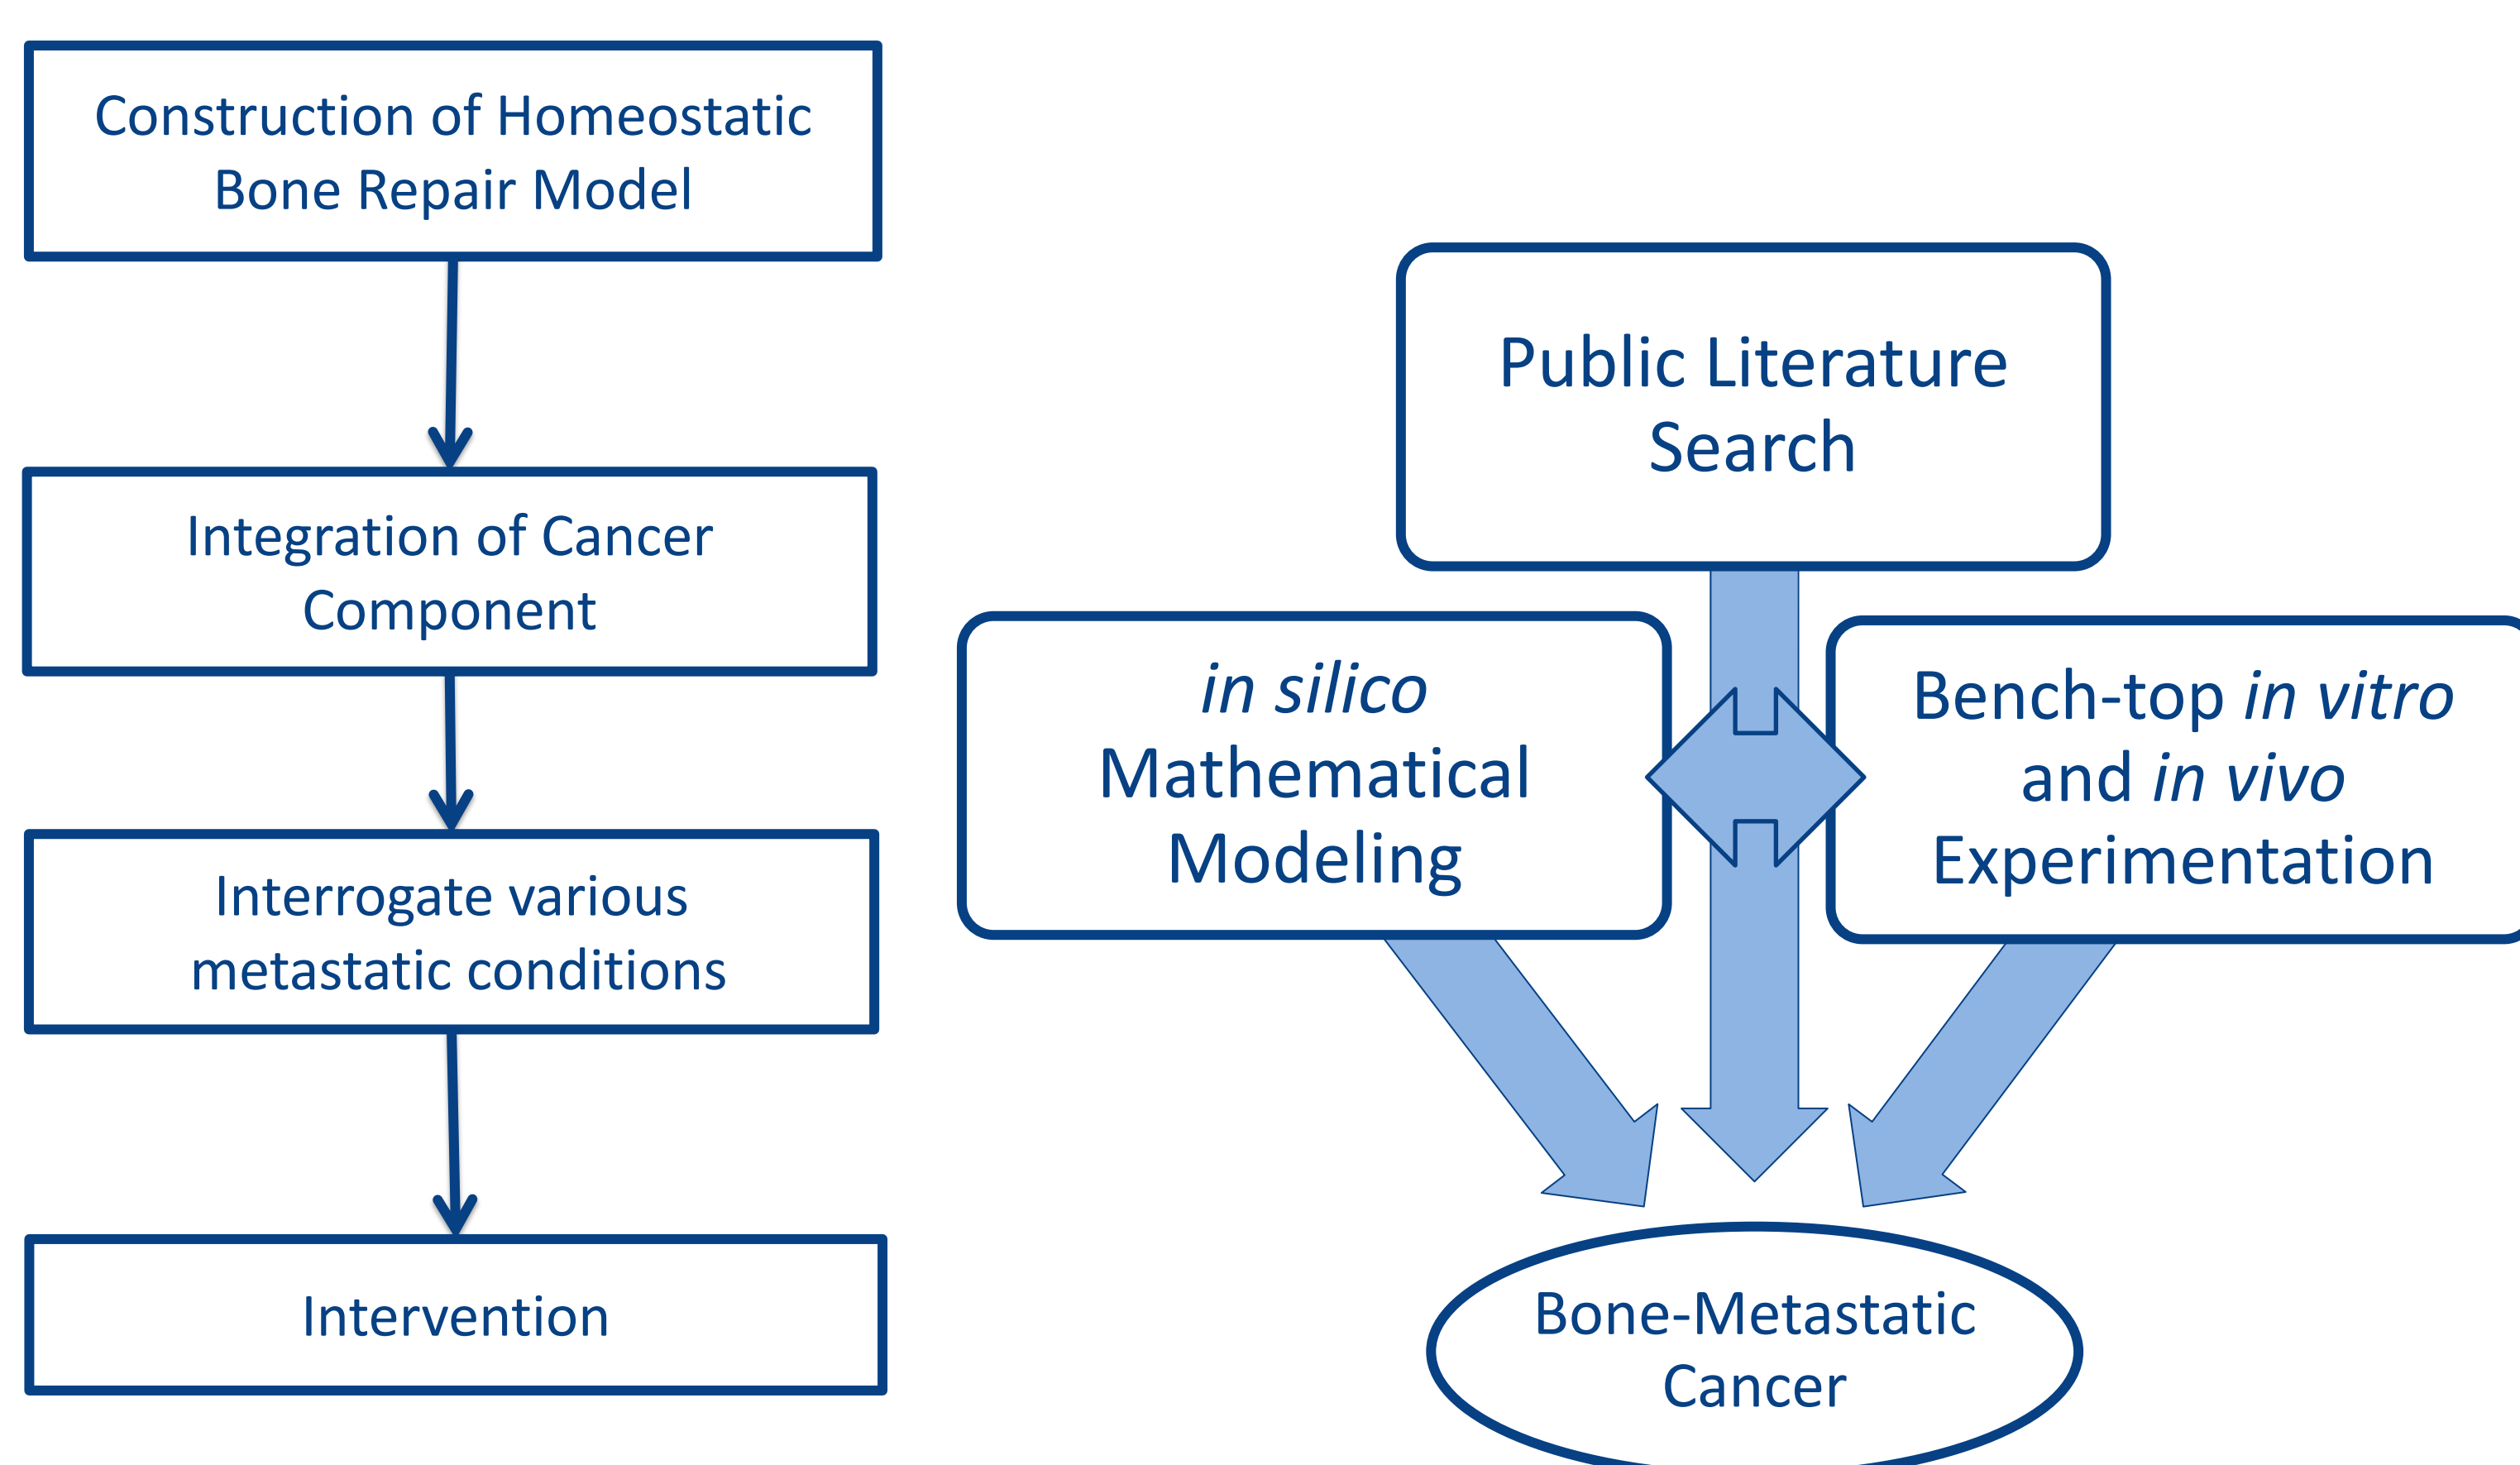 Construction of Homeostatic
Bone Repair Model
Integration of Cancer
Component
Interrogate various
metastatic conditions
Intervention
Public Literature
Search
in silico
Mathematical
Modeling
Bench-top in vitro
and in vivo
Experimentation
Bone-Metastatic
Cancer